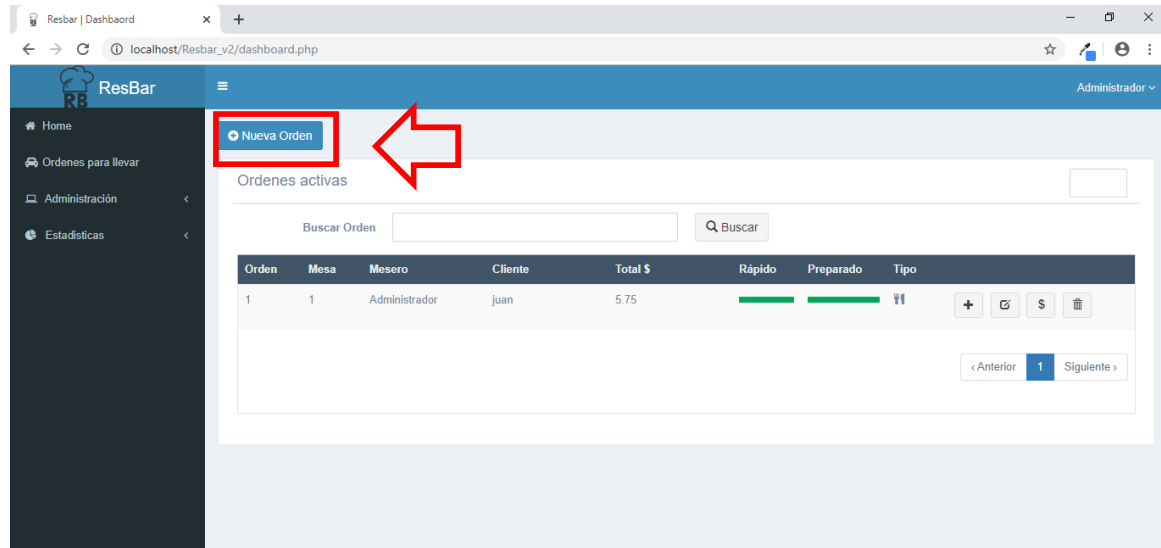 Resbar | Dashbaord
localhost/Resbar_v2/dashboard.php
RB ResBar
Administrador
Home
Nueva Orden
Ordenes para llevar
Ordenes activas
Administración
Buscar Orden Buscar
Estadisticas
Orden Mesa Mesero Cliente Total $ Rápido Preparado Tipo
1 1 Administrador juan 5.75 $
‹ Anterior 1 Siguiente ›